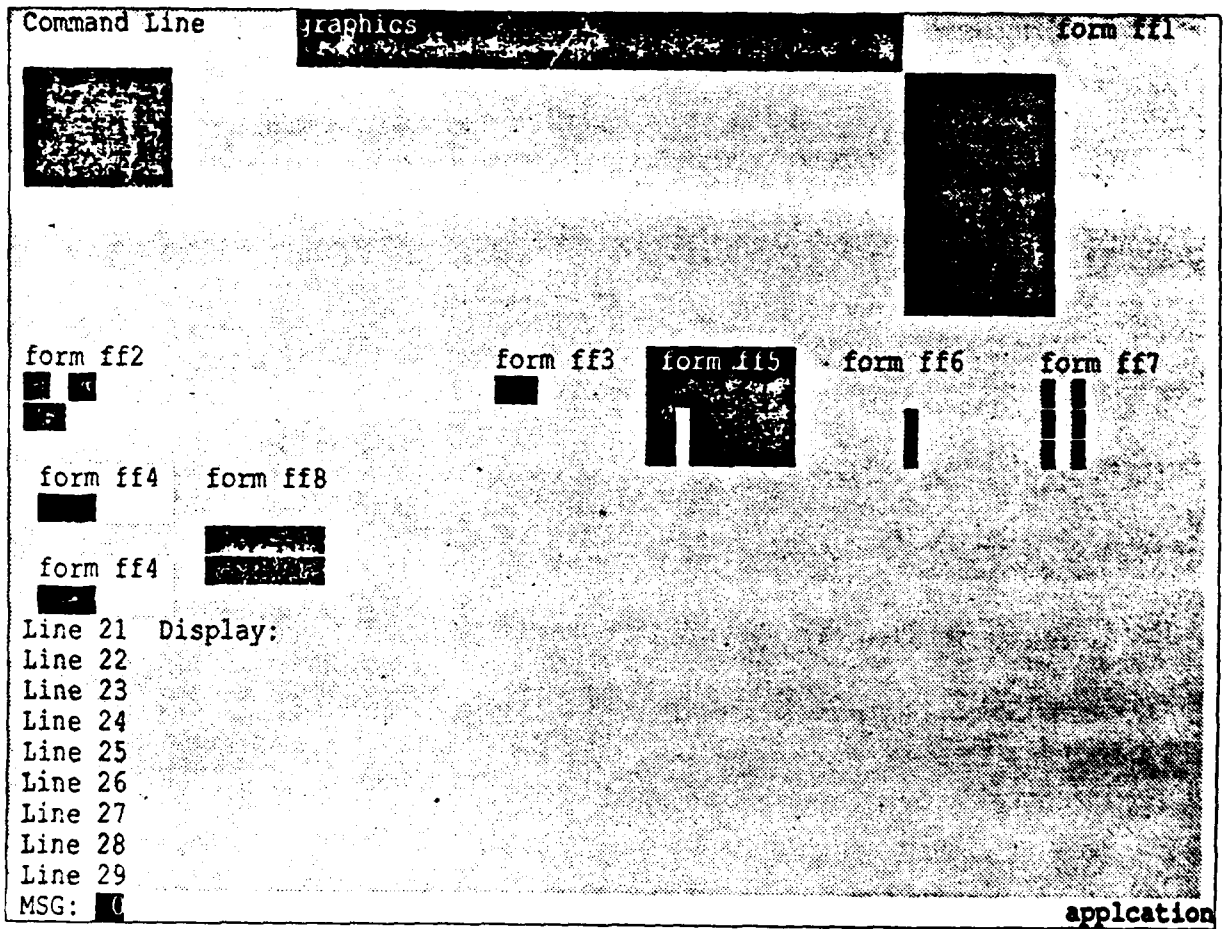 Command Line graphics form ff1
form ff2 form ff3 form ff5 form ff6 form ff7
form ff4 form ff8
form ff4
Line 21 Display:
Line 22
Line 23
Line 24
Line 25
Line 26
Line 27
Line 28
Line 29
MSG: 0
applcation